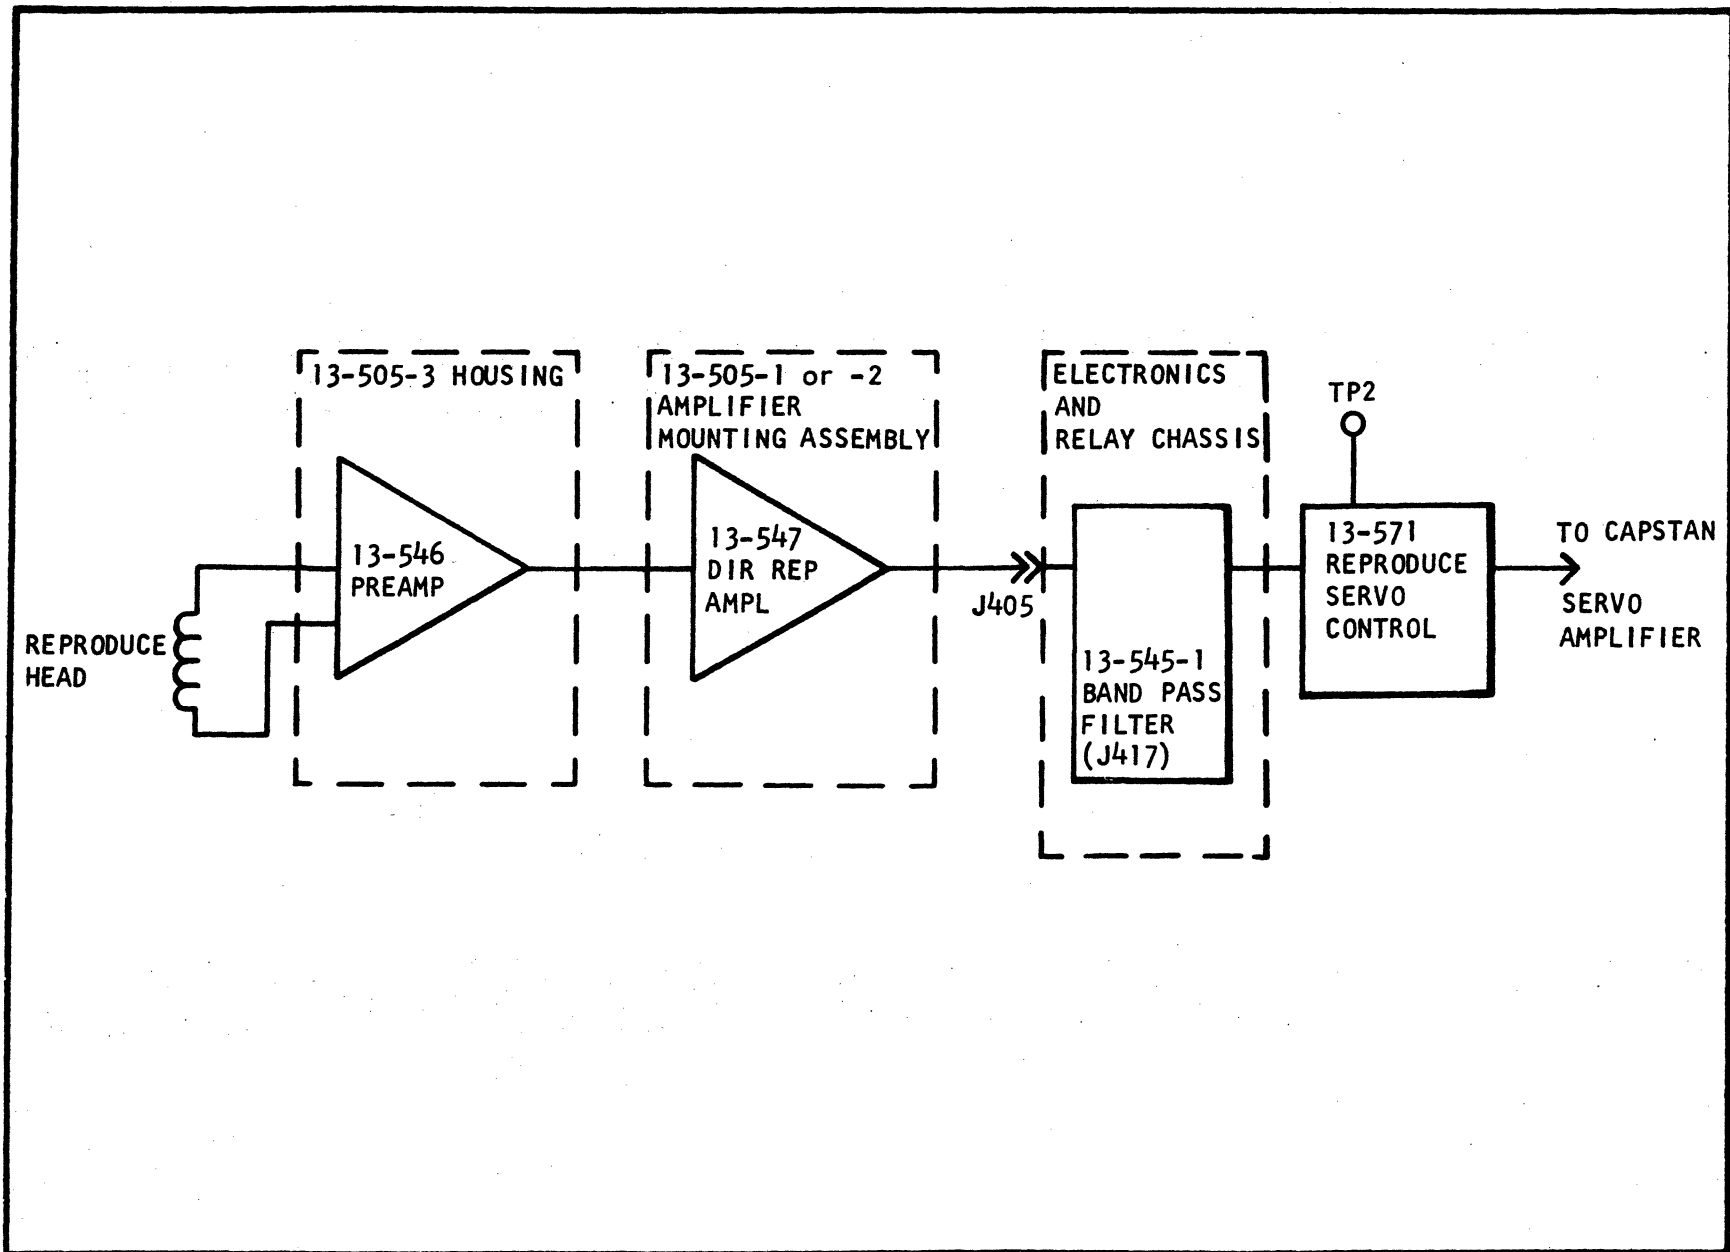 13-505-3 HOUSING
13-546
PREAMP
REPRODUCE
HEAD
13-505-1 or -2
AMPLIFIER
MOUNTING ASSEMBLY
13-547
DIR REP
AMPL
J405
ELECTRONICS
AND
RELAY CHASSIS
13-545-1
BAND PASS
FILTER
(J417)
TP2
13-571
REPRODUCE
SERVO
CONTROL
TO CAPSTAN
SERVO
AMPLIFIER